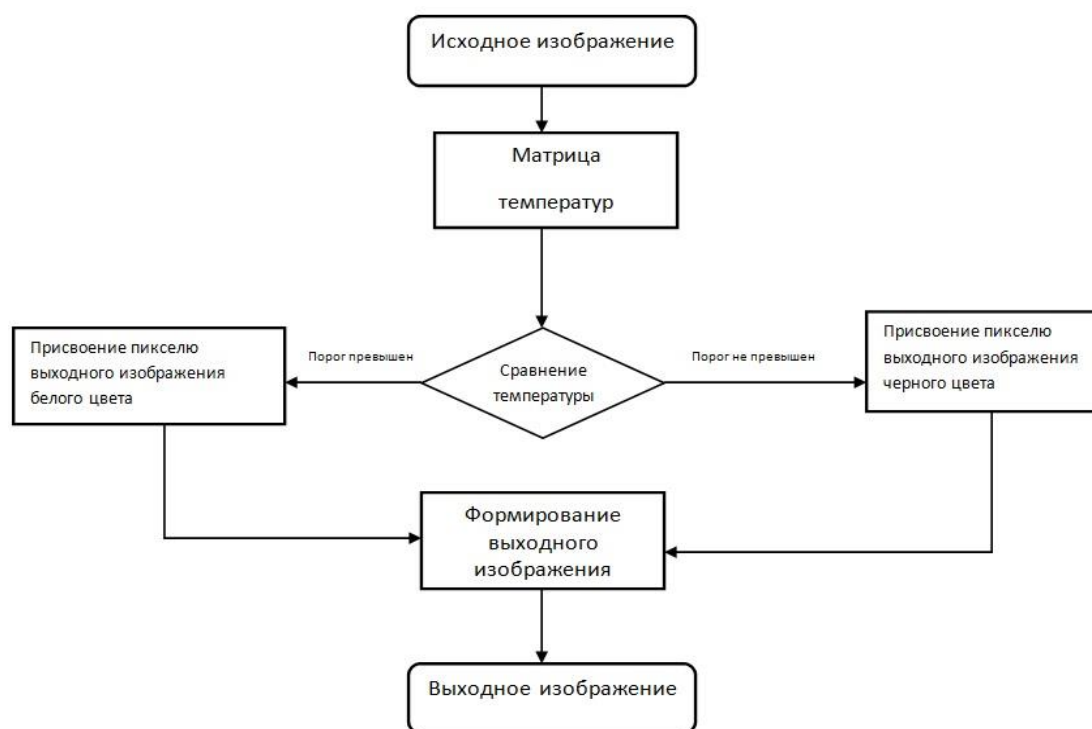 Исходное изображение
Матрица
температур
Присвоение пикселю
выходного изображения
белого цвета
Порог превышен
Сравнение
температуры
Порог не превышен
Присвоение пикселю
выходного изображения
черного цвета
Формирование
выходного
изображения
Выходное изображение